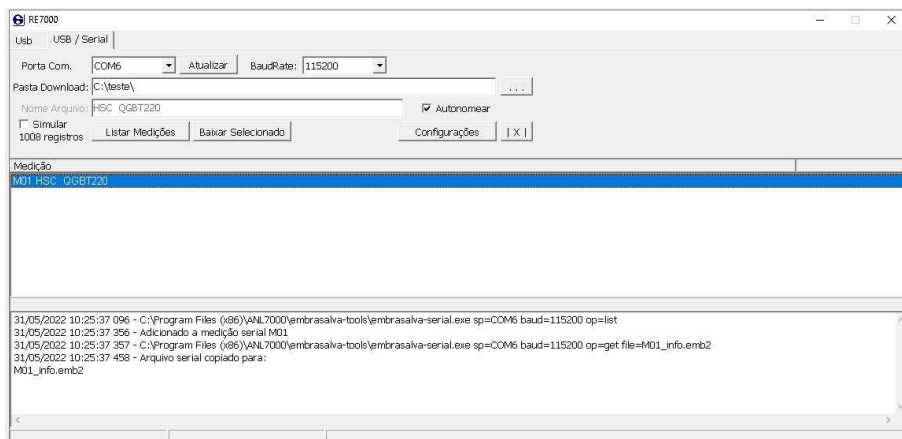 RE7000
Usb USB / Serial
Porta Com. COM6 Atualizar BaudRate: 115200
Pasta Download: C:\teste\ ...
Nome Arquivo: HSC QGBT220 Autonomear
Simular
1008 registros Listar Medições Baixar Selecionado Configurações | X |
Medição
M01 HSC QGBT220
31/05/2022 10:25:37 096 - C:\Program Files (x86)\ANL7000\embrasalva-tools\embrasalva-serial.exe sp=COM6 baud=115200 op=list
31/05/2022 10:25:37 356 - Adicionado a medição serial M01
31/05/2022 10:25:37 357 - C:\Program Files (x86)\ANL7000\embrasalva-tools\embrasalva-serial.exe sp=COM6 baud=115200 op=get file=M01_info.emb2
31/05/2022 10:25:37 458 - Arquivo serial copiado para:
M01_info.emb2